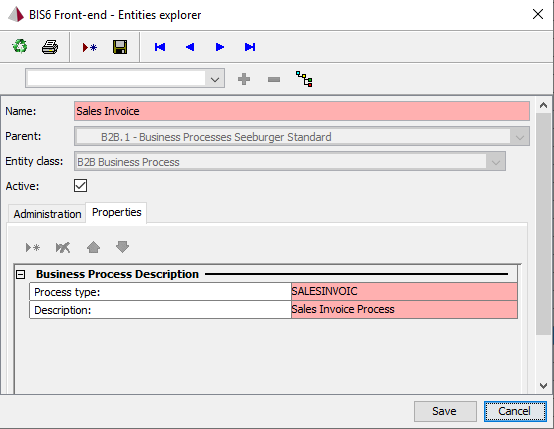 BIS6 Front-end - Entities explorer
Name: Sales Invoice
Parent: B2B.1 - Business Processes Seeburger Standard
Entity class: B2B Business Process
Active:
Administration Properties
Business Process Description
Process type: SALESINVOIC
Description: Sales Invoice Process
Save Cancel